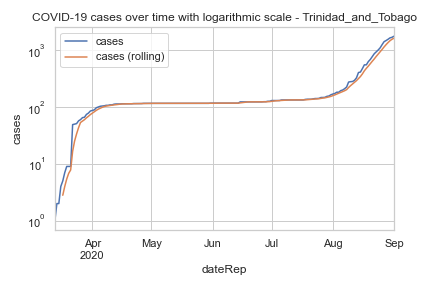 COVID-19 cases over time with logarithmic scale - Trinidad_and_Tobago
cases
cases (rolling)
10³
10²
10¹
10⁰
cases
Apr
2020
May
Jun
Jul
Aug
Sep
dateRep